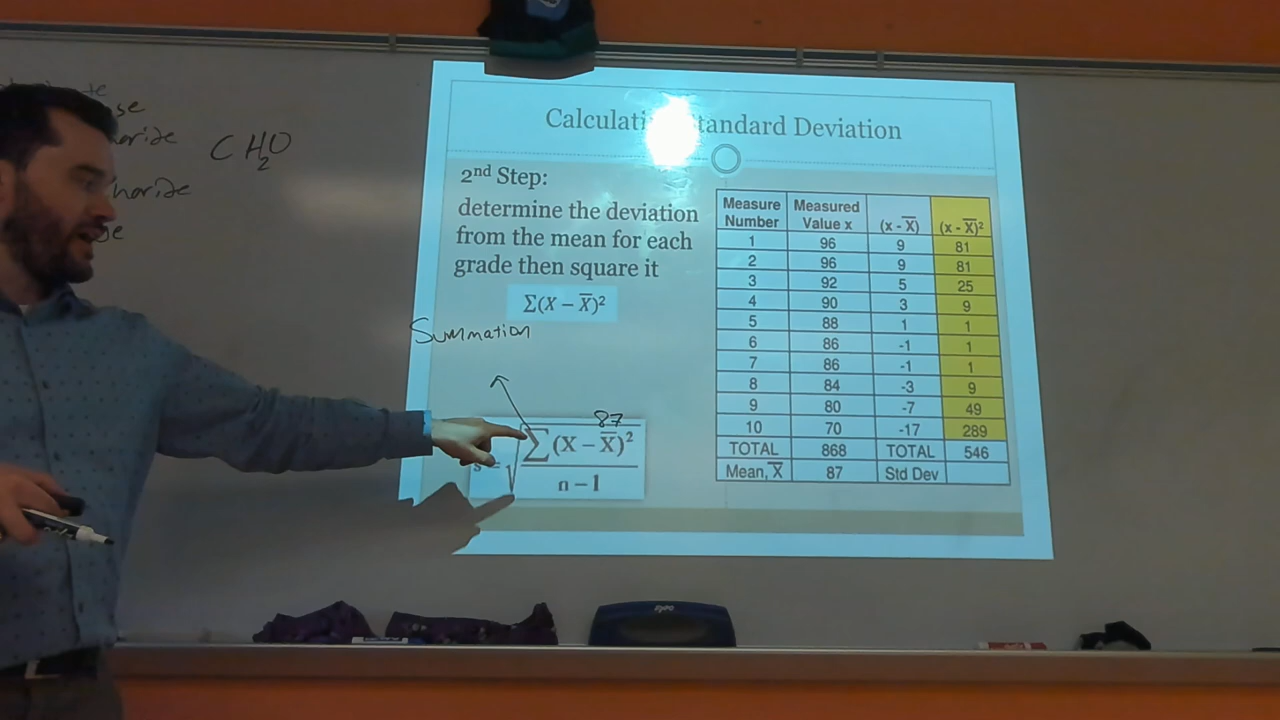 CH₂O
Calculati tandard Deviation
2nd Step:
determine the deviation
from the mean for each
grade then square it
Σ(X – X̅)²
Summation
87
√ Σ(X – X̅)²
n – 1
Measure Number | Measured Value x | (x - X̅) | (x - X̅)²
1 | 96 | 9 | 81
2 | 96 | 9 | 81
3 | 92 | 5 | 25
4 | 90 | 3 | 9
5 | 88 | 1 | 1
6 | 86 | -1 | 1
7 | 86 | -1 | 1
8 | 84 | -3 | 9
9 | 80 | -7 | 49
10 | 70 | -17 | 289
TOTAL | 868 | TOTAL | 546
Mean, X̅ | 87 | Std Dev
EXPO